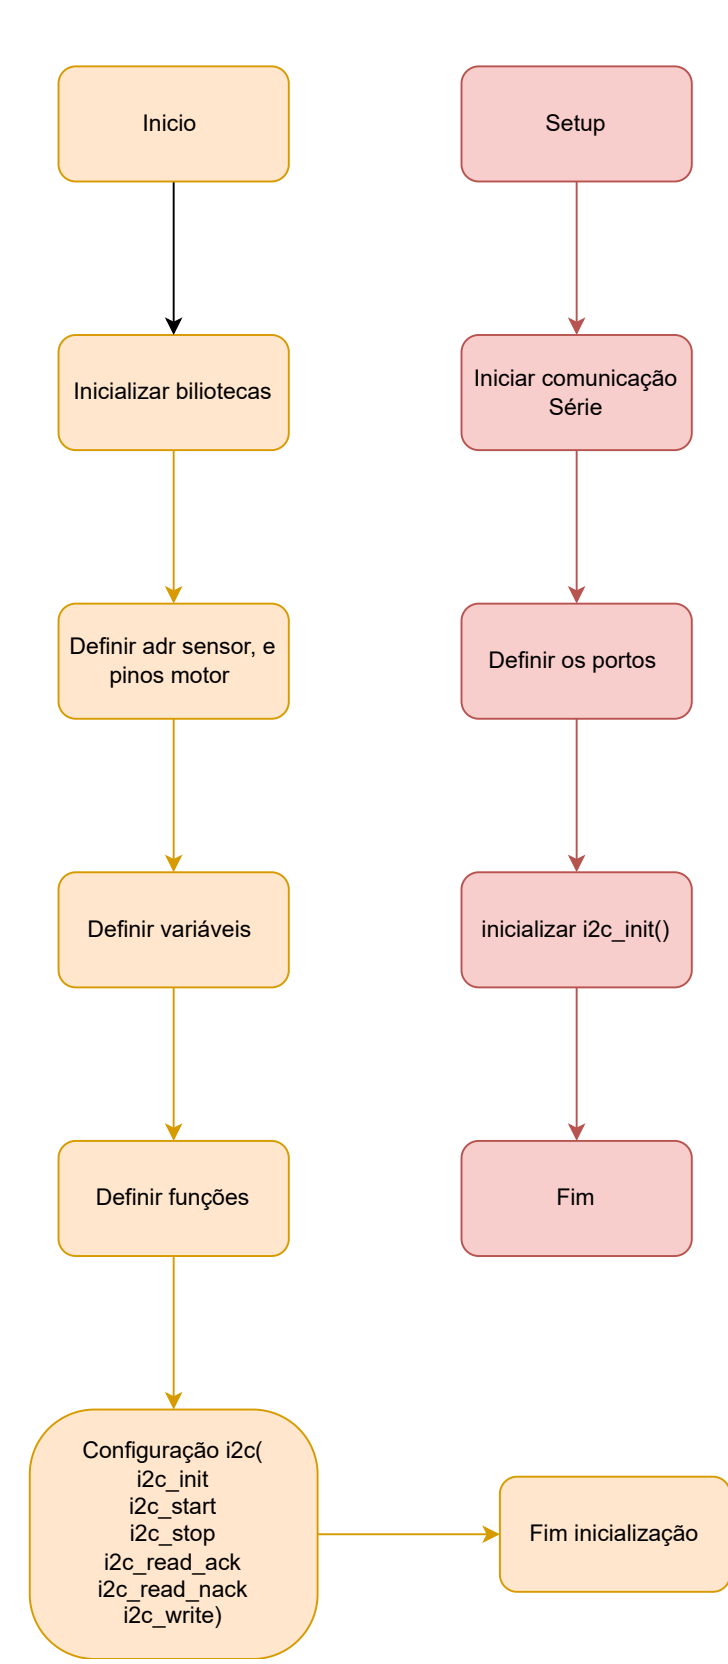 Inicio
Inicializar biliotecas
Definir adr sensor, e
pinos motor
Definir variáveis
Definir funções
Configuração i2c(
i2c_init
i2c_start
i2c_stop
i2c_read_ack
i2c_read_nack
i2c_write)
Fim inicialização
Setup
Iniciar comunicação
Série
Definir os portos
inicializar i2c_init()
Fim